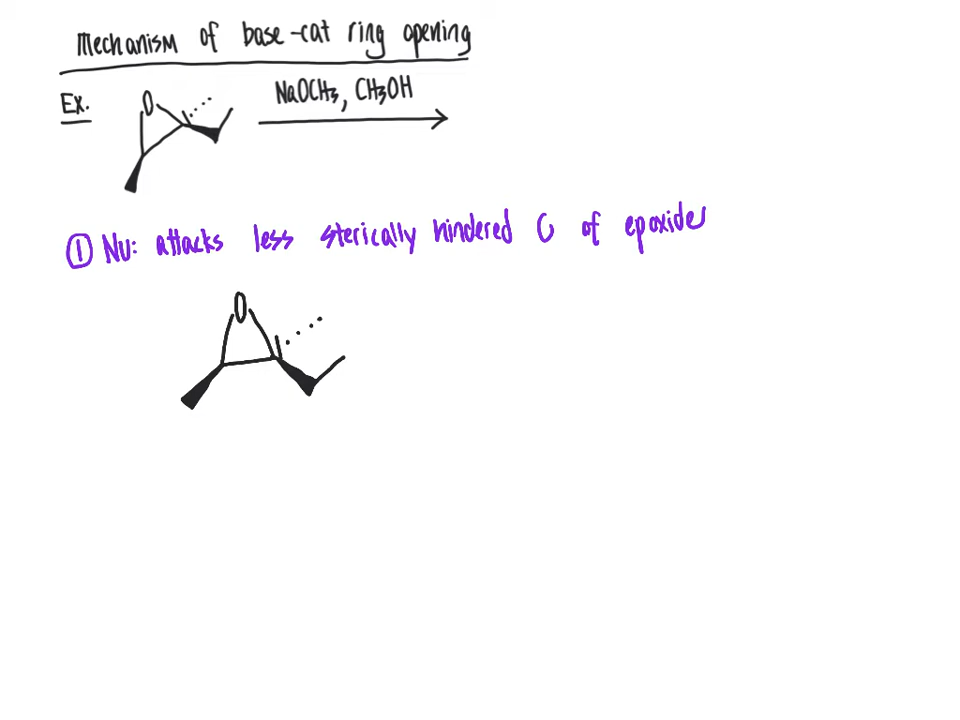 Mechanism of base-cat ring opening
Ex.
O
NaOCH3, CH3OH
① Nu: attacks less sterically hindered C of epoxide
O